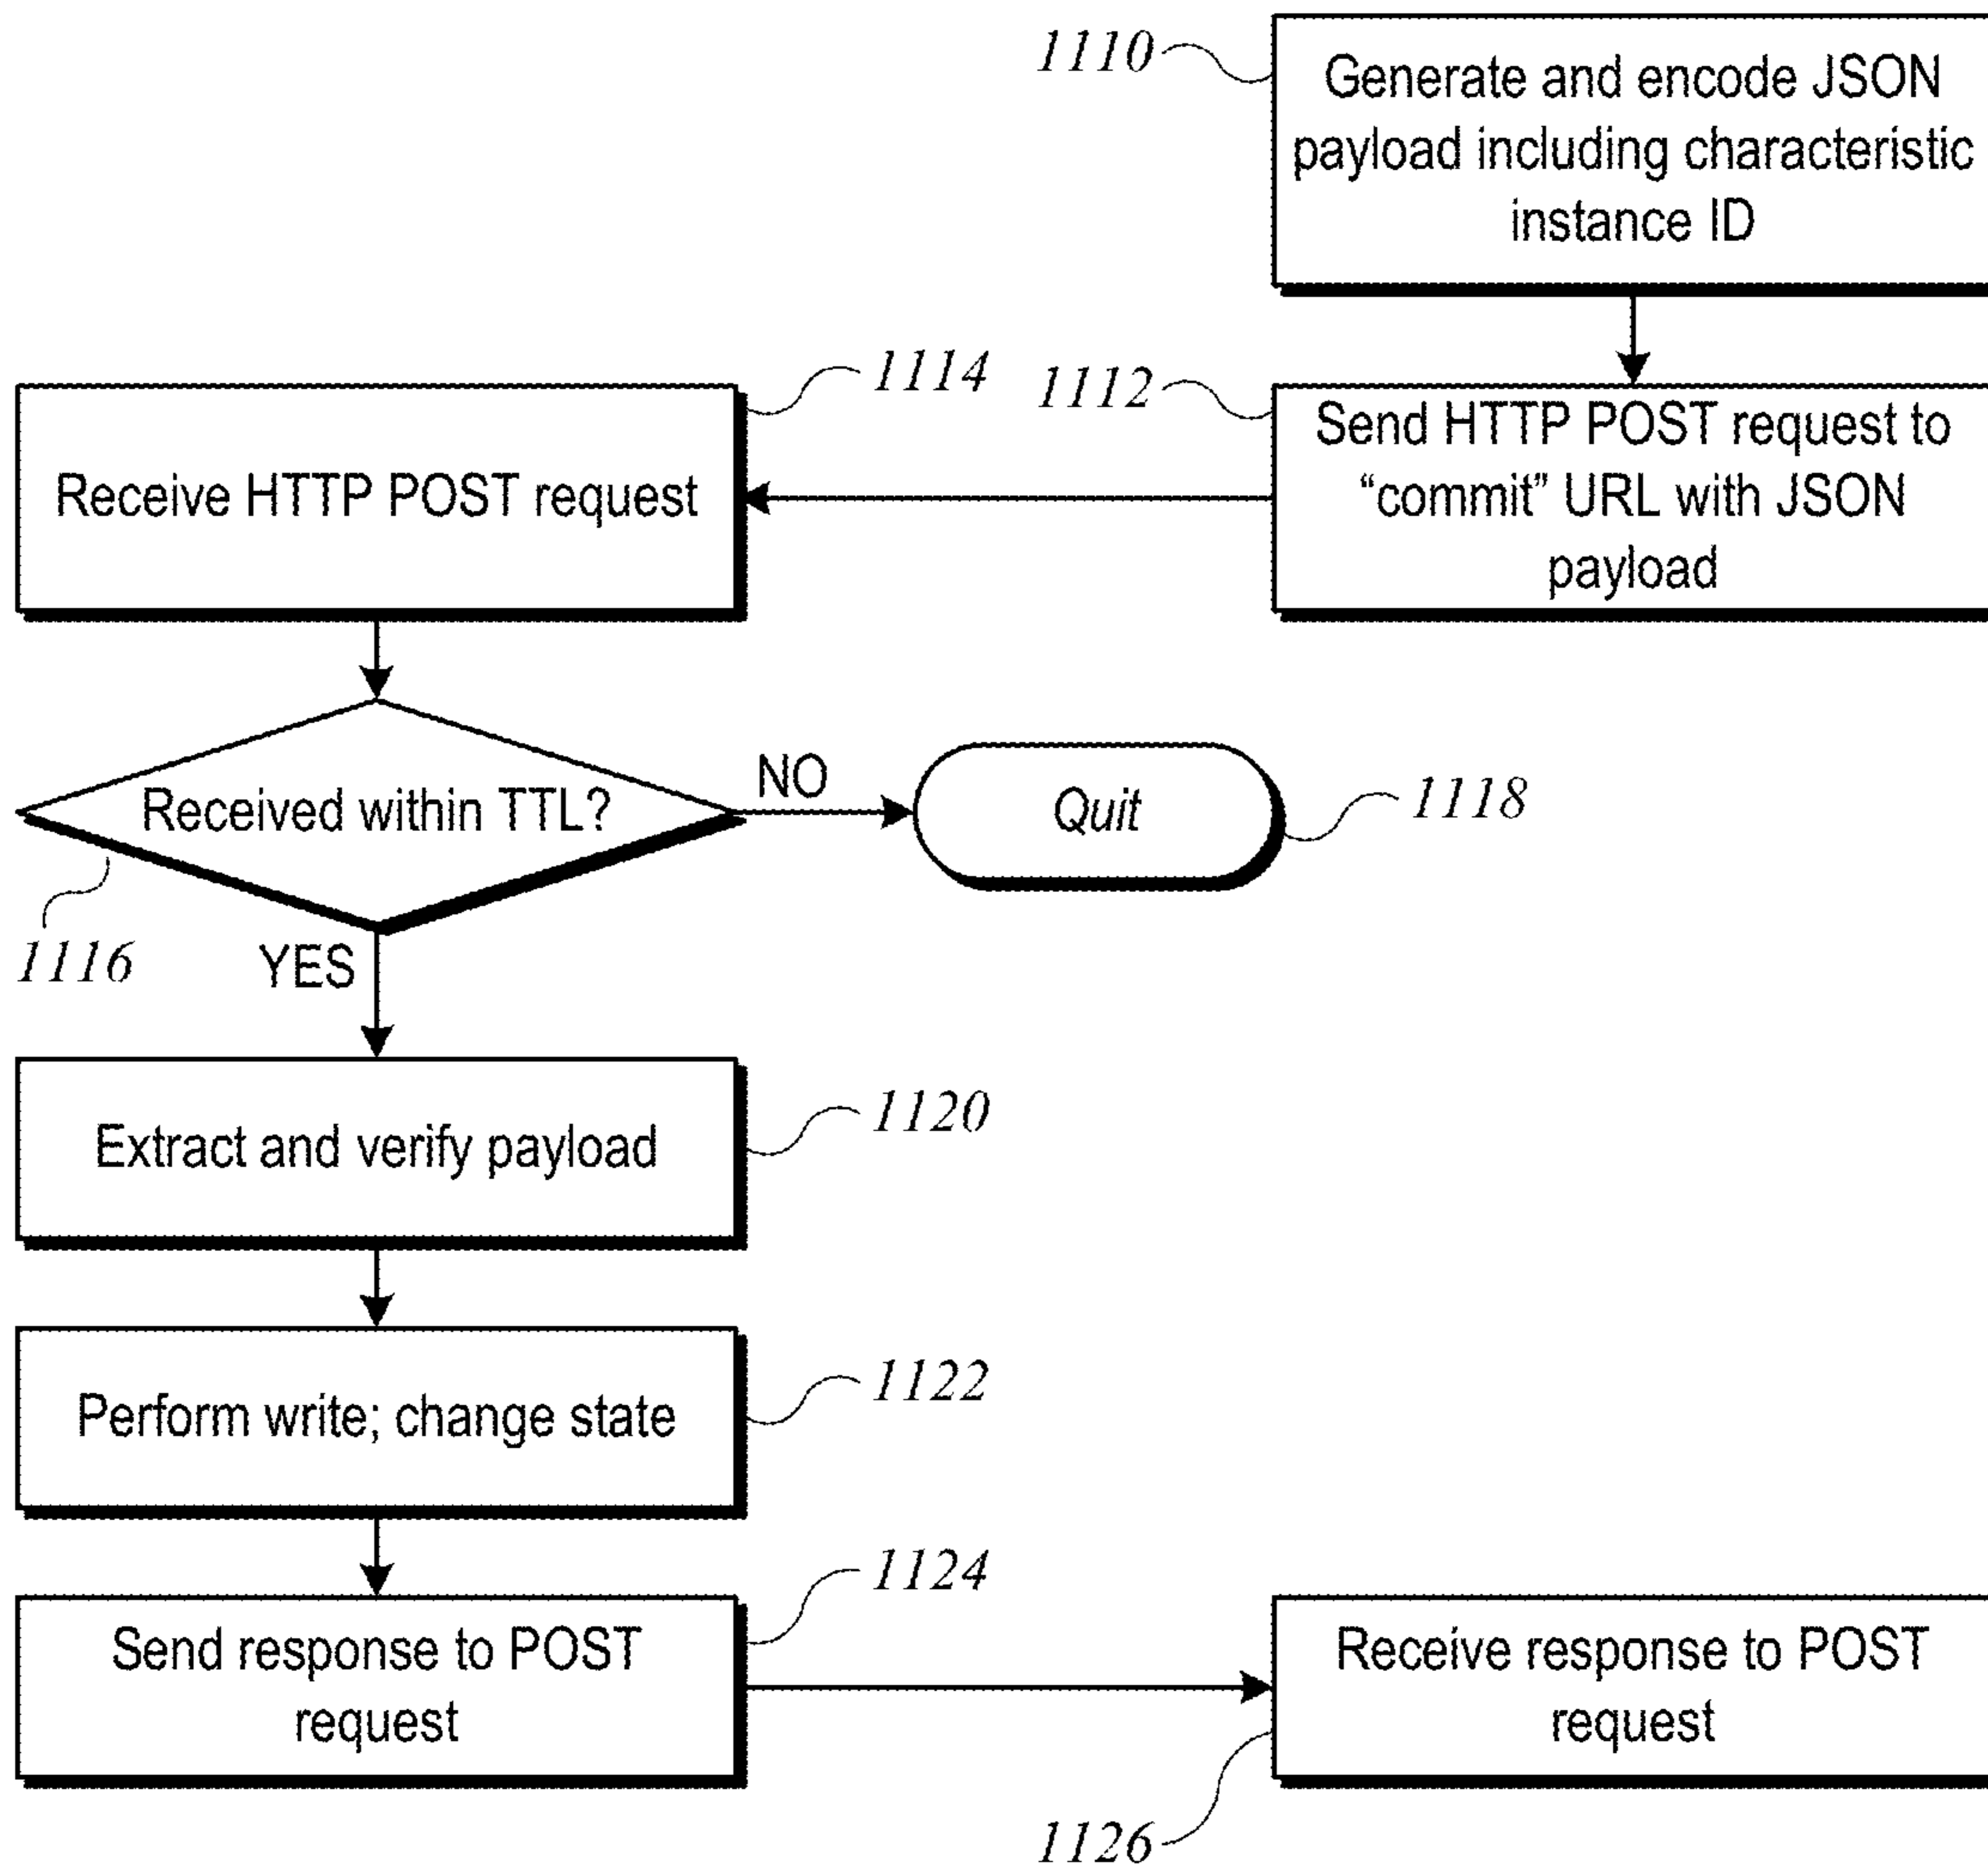 1110
Generate and encode JSON
payload including characteristic
instance ID
1114
Receive HTTP POST request
1112
Send HTTP POST request to
“commit” URL with JSON
payload
Received within TTL?
NO
Quit
1118
1116
YES
Extract and verify payload
1120
Perform write; change state
1122
Send response to POST
request
1124
Receive response to POST
request
1126